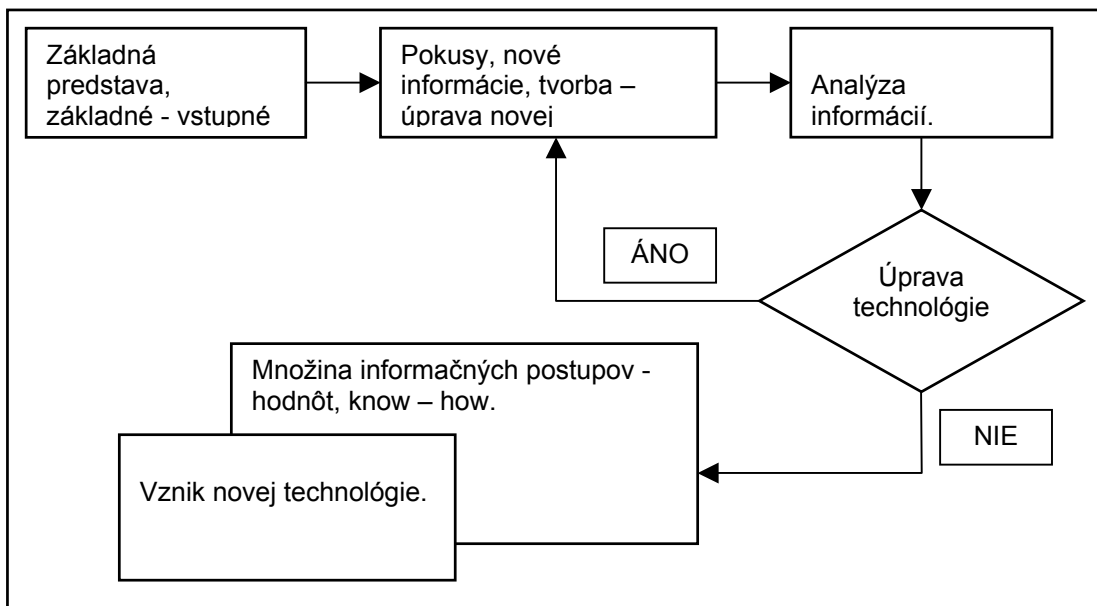 Základná
predstava,
základné - vstupné
Pokusy, nové
informácie, tvorba –
úprava novej
Analýza
informácií.
ÁNO
Úprava
technológie
Množina informačných postupov -
hodnôt, know – how.
NIE
Vznik novej technológie.